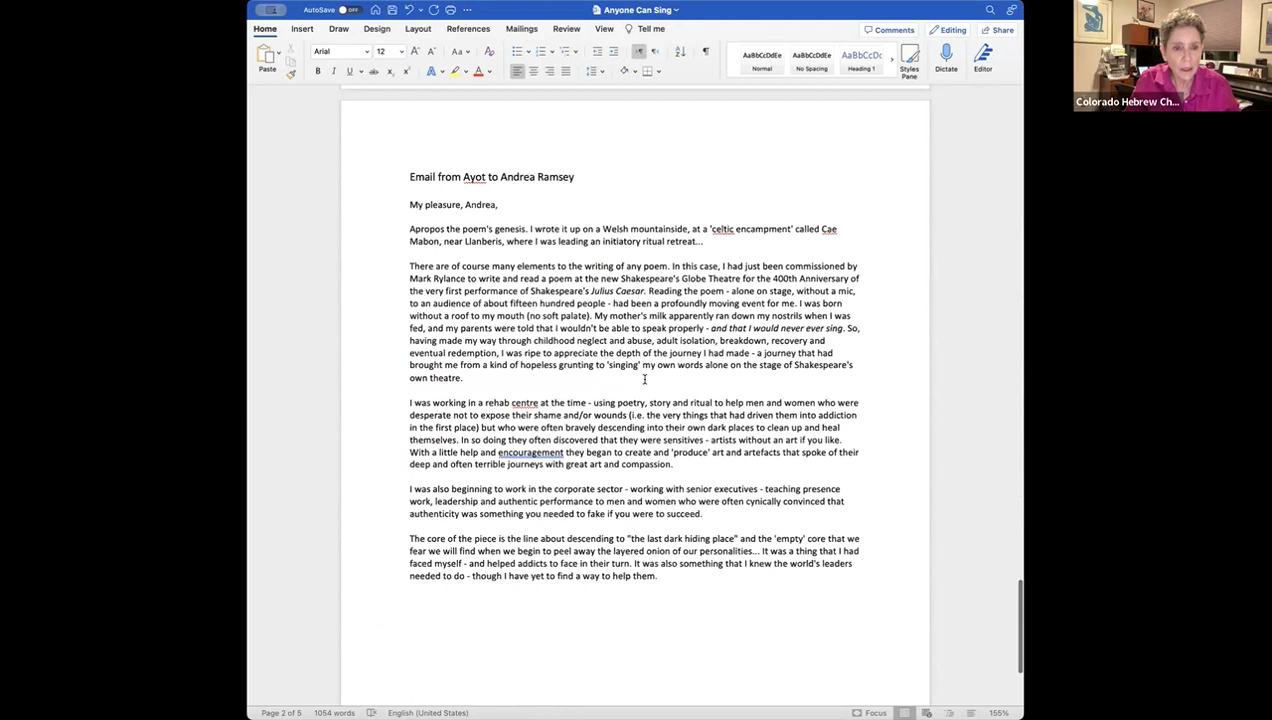 AutoSave OFF
Anyone Can Sing
Home Insert Draw Design Layout References Mailings Review View Tell me
Comments Editing Share
Paste
Arial 12
AaBbCcDdEe AaBbCcDdEe AaBbCcDc
Normal No Spacing Heading 1
Styles Pane
Dictate
Editor
Colorado Hebrew Ch...
Email from Ayot to Andrea Ramsey
My pleasure, Andrea,
Apropos the poem's genesis. I wrote it up on a Welsh mountainside, at a 'celtic encampment' called Cae
Mabon, near Llanberis, where I was leading an initiatory ritual retreat...
There are of course many elements to the writing of any poem. In this case, I had just been commissioned by
Mark Rylance to write and read a poem at the new Shakespeare's Globe Theatre for the 400th Anniversary of
the very first performance of Shakespeare's Julius Caesar. Reading the poem - alone on stage, without a mic,
to an audience of about fifteen hundred people - had been a profoundly moving event for me. I was born
without a roof to my mouth (no soft palate). My mother's milk apparently ran down my nostrils when I was
fed, and my parents were told that I wouldn't be able to speak properly - and that I would never ever sing. So,
having made my way through childhood neglect and abuse, adult isolation, breakdown, recovery and
eventual redemption, I was ripe to appreciate the depth of the journey I had made - a journey that had
brought me from a kind of hopeless grunting to 'singing' my own words alone on the stage of Shakespeare's
own theatre.
I was working in a rehab centre at the time - using poetry, story and ritual to help men and women who were
desperate not to expose their shame and/or wounds (i.e. the very things that had driven them into addiction
in the first place) but who were often bravely descending into their own dark places to clean up and heal
themselves. In so doing they often discovered that they were sensitives - artists without an art if you like.
With a little help and encouragement they began to create and 'produce' art and artefacts that spoke of their
deep and often terrible journeys with great art and compassion.
I was also beginning to work in the corporate sector - working with senior executives - teaching presence
work, leadership and authentic performance to men and women who were often cynically convinced that
authenticity was something you needed to fake if you were to succeed.
The core of the piece is the line about descending to "the last dark hiding place" and the 'empty' core that we
fear we will find when we begin to peel away the layered onion of our personalities... It was a thing that I had
faced myself - and helped addicts to face in their turn. It was also something that I knew the world's leaders
needed to do - though I have yet to find a way to help them.
Page 2 of 5 1054 words English (United States) Focus 155%